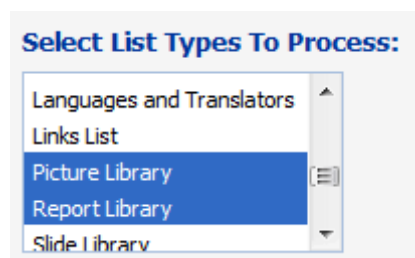 Select List Types To Process:
Languages and Translators
Links List
Picture Library
Report Library
Slide Library